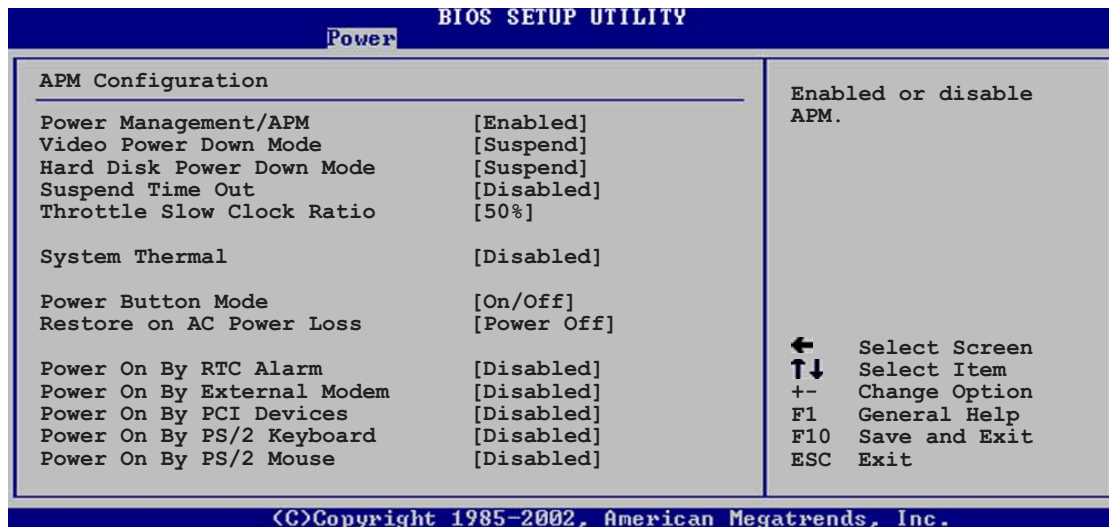 BIOS SETUP UTILITY
Power
APM Configuration
Power Management/APM [Enabled]
Video Power Down Mode [Suspend]
Hard Disk Power Down Mode [Suspend]
Suspend Time Out [Disabled]
Throttle Slow Clock Ratio [50%]
System Thermal [Disabled]
Power Button Mode [On/Off]
Restore on AC Power Loss [Power Off]
Power On By RTC Alarm [Disabled]
Power On By External Modem [Disabled]
Power On By PCI Devices [Disabled]
Power On By PS/2 Keyboard [Disabled]
Power On By PS/2 Mouse [Disabled]
Enabled or disable
APM.
← Select Screen
↑↓ Select Item
+- Change Option
F1 General Help
F10 Save and Exit
ESC Exit
(C)Copyright 1985-2002, American Megatrends, Inc.